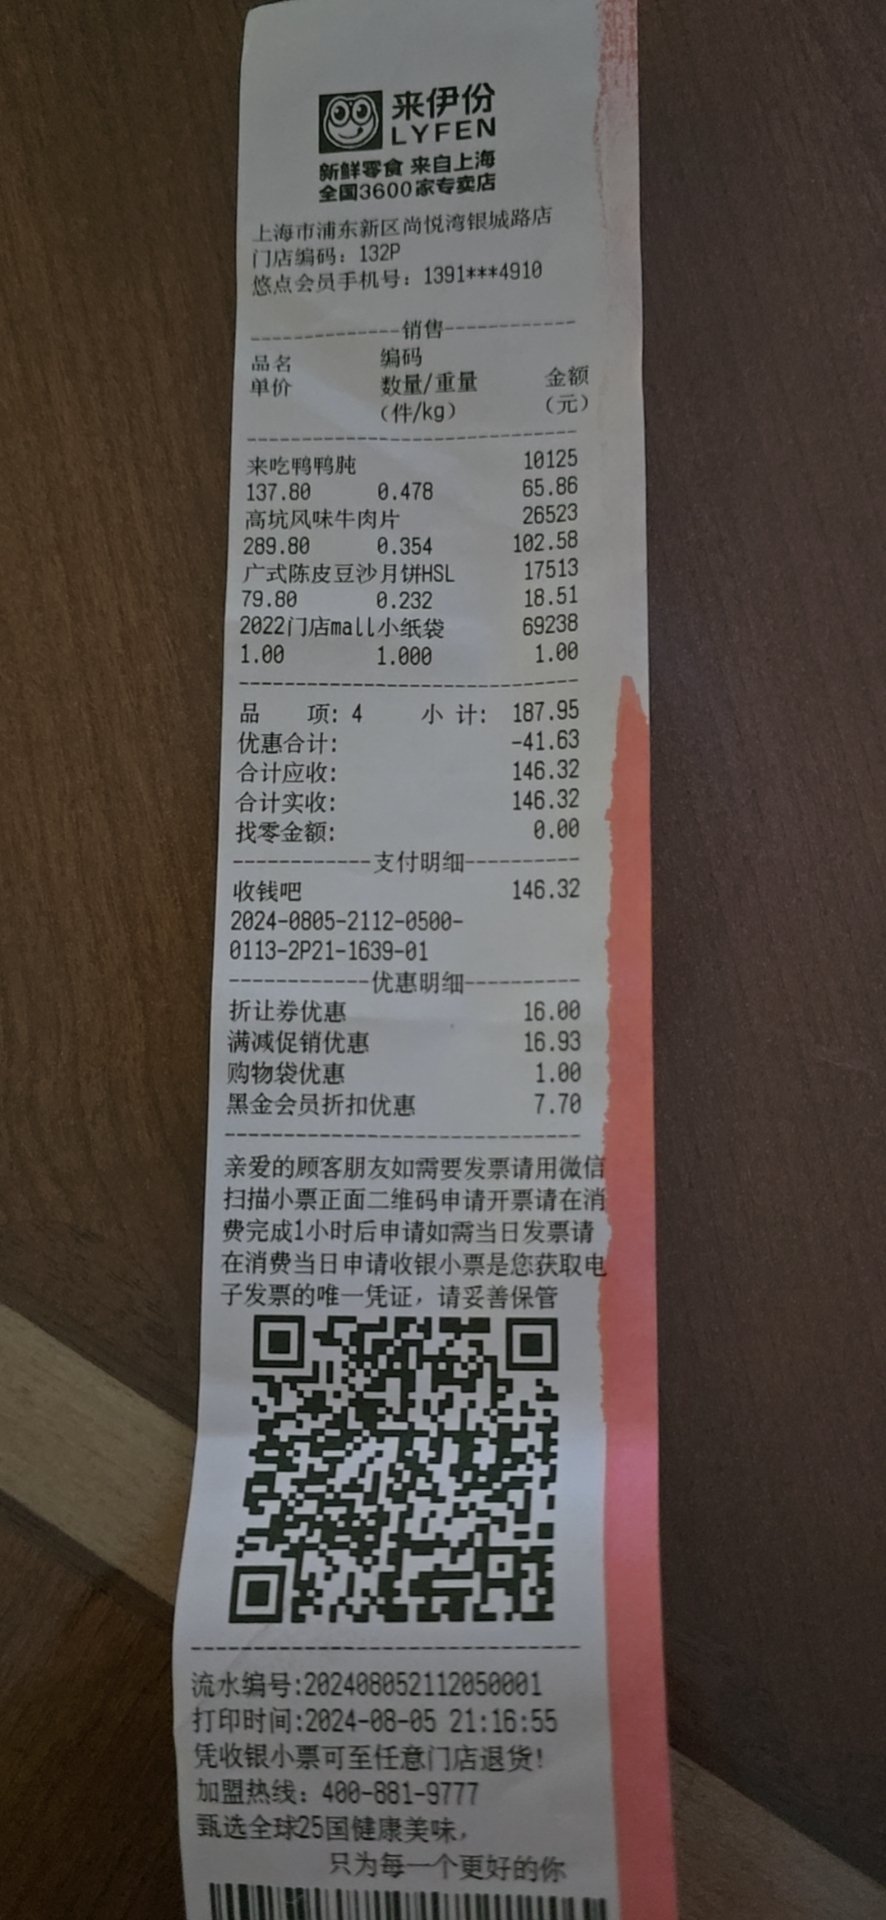 来伊份
LYFEN
新鲜零食 来自上海
全国3600家专卖店
上海市浦东新区尚悦湾银城路店
门店编码：132P
悠点会员手机号：1391***4910
------------销售------------
品名 编码
单价 数量/重量 金额
（件/kg） （元）
----------------------------
来吃鸭鸭肫 10125
137.80 0.478 65.86
高坑风味牛肉片 26523
289.80 0.354 102.58
广式陈皮豆沙月饼HSL 17513
79.80 0.232 18.51
2022门店mall小纸袋 69238
1.00 1.000 1.00
----------------------------
品 项: 4 小 计: 187.95
优惠合计: -41.63
合计应收: 146.32
合计实收: 146.32
找零金额: 0.00
------------支付明细----------
收钱吧 146.32
2024-0805-2112-0500-
0113-2P21-1639-01
------------优惠明细----------
折让券优惠 16.00
满减促销优惠 16.93
购物袋优惠 1.00
黑金会员折扣优惠 7.70
------------------------------
亲爱的顾客朋友如需要发票请用微信
扫描小票正面二维码申请开票请在消
费完成1小时后申请如需当日发票请
在消费当日申请收银小票是您获取电
子发票的唯一凭证，请妥善保管
------------------------------
流水编号:202408052112050001
打印时间:2024-08-05 21:16:55
凭收银小票可至任意门店退货!
加盟热线：400-881-9777
甄选全球25国健康美味，
只为每一个更好的你